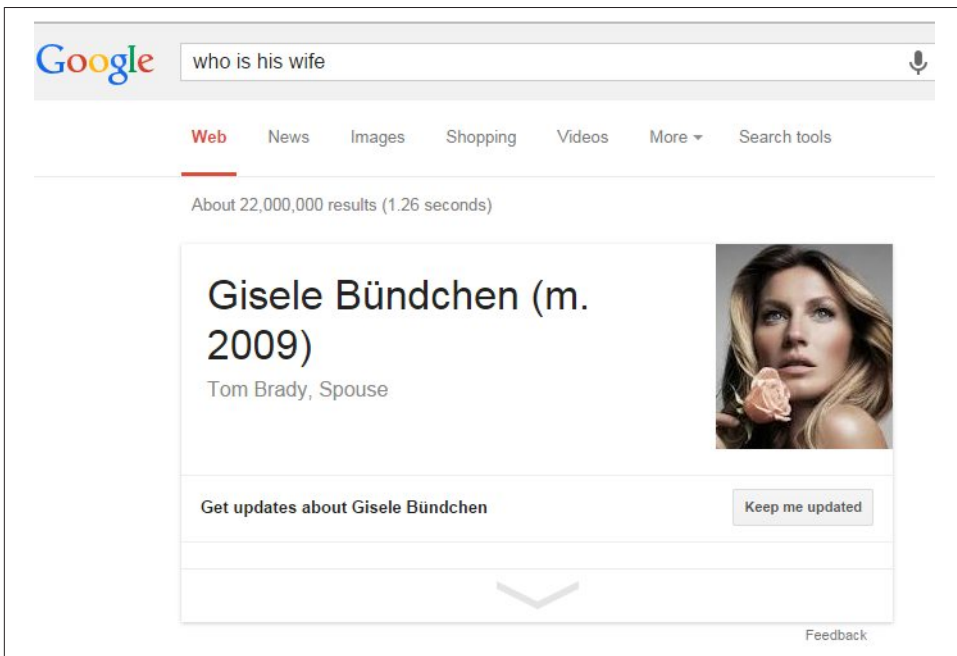 Google who is his wife
Web News Images Shopping Videos More Search tools
About 22,000,000 results (1.26 seconds)
Gisele Bündchen (m.
2009)
Tom Brady, Spouse
Get updates about Gisele Bündchen Keep me updated
Feedback